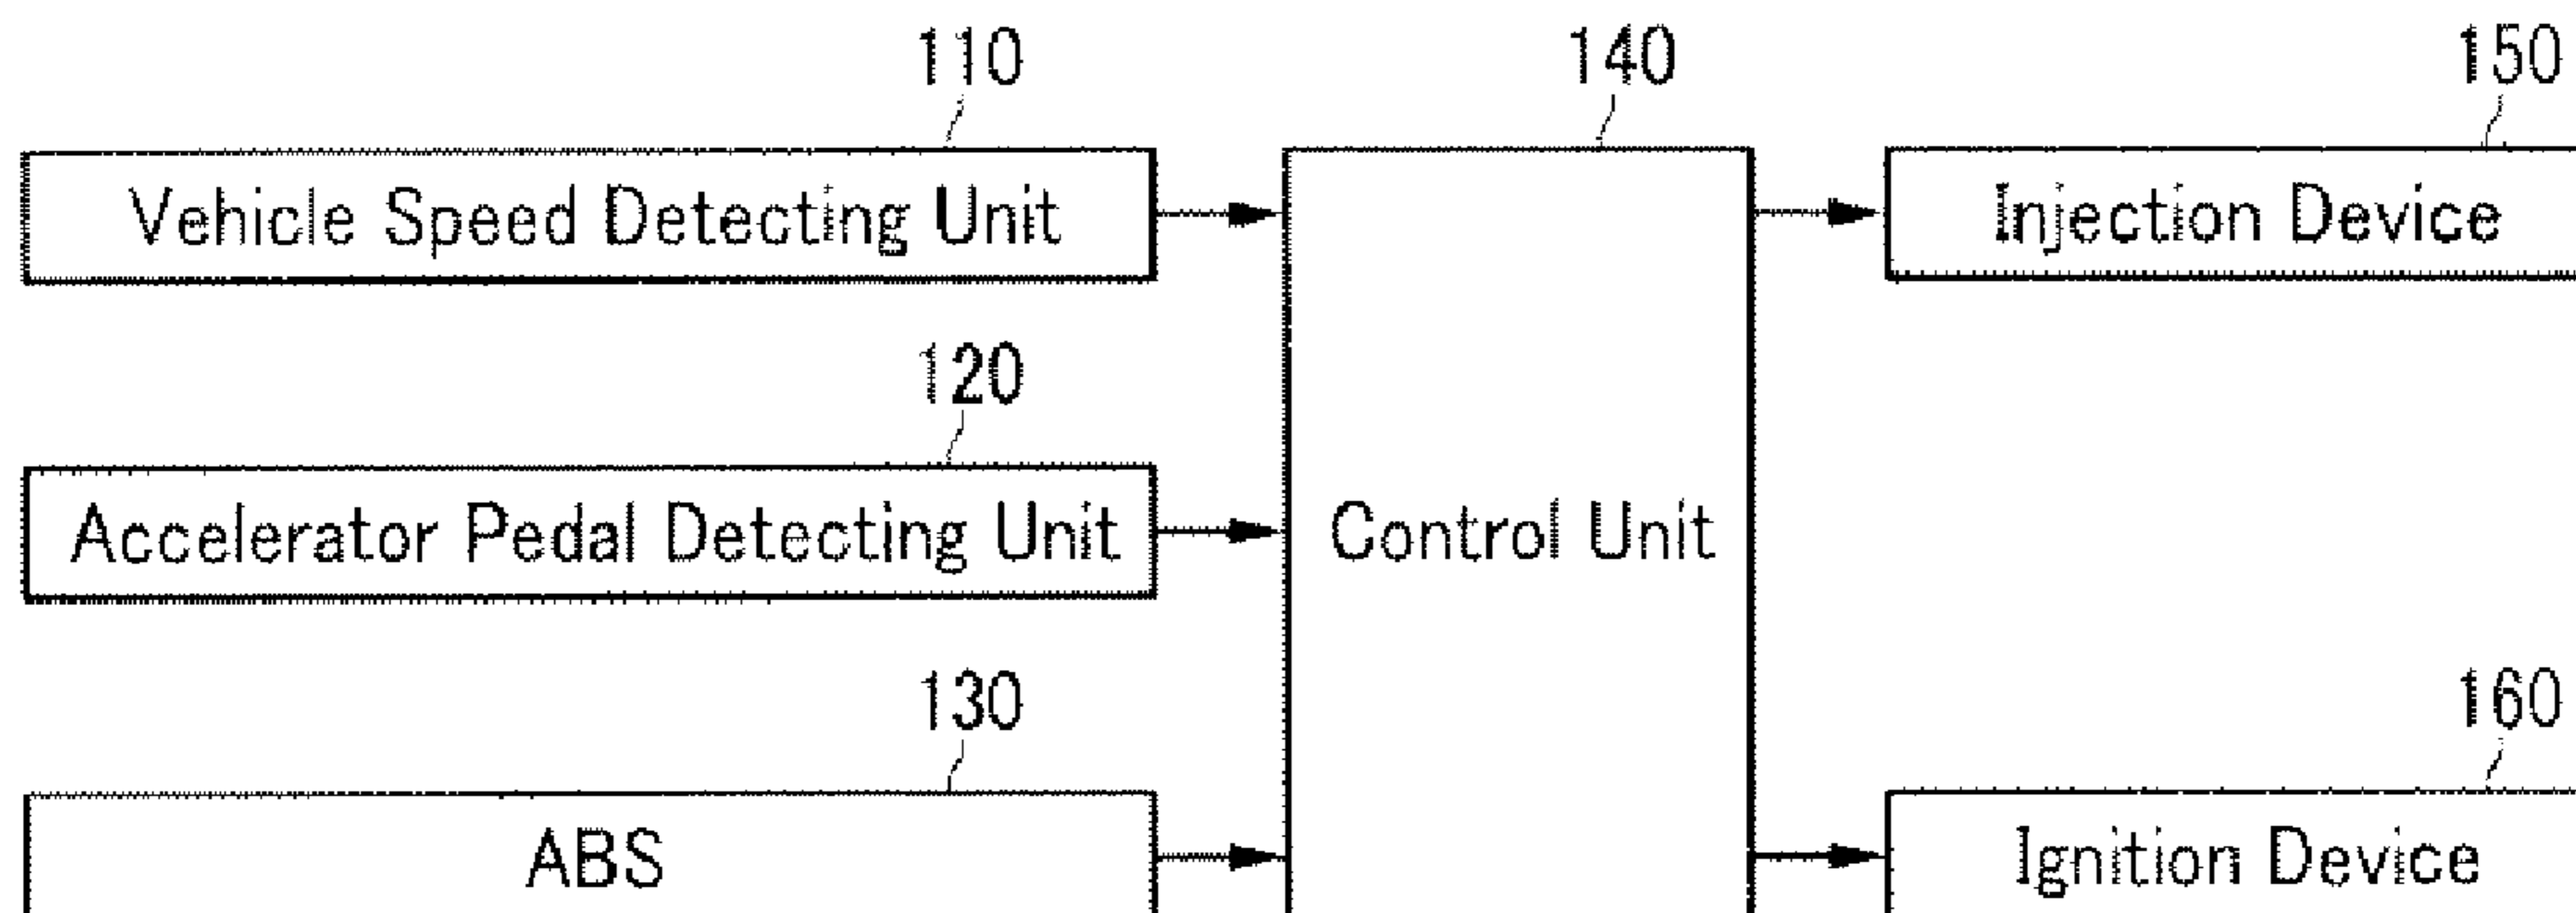 110
140
150
Vehicle Speed Detecting Unit
Injection Device
120
Accelerator Pedal Detecting Unit
Control Unit
130
160
ABS
Ignition Device